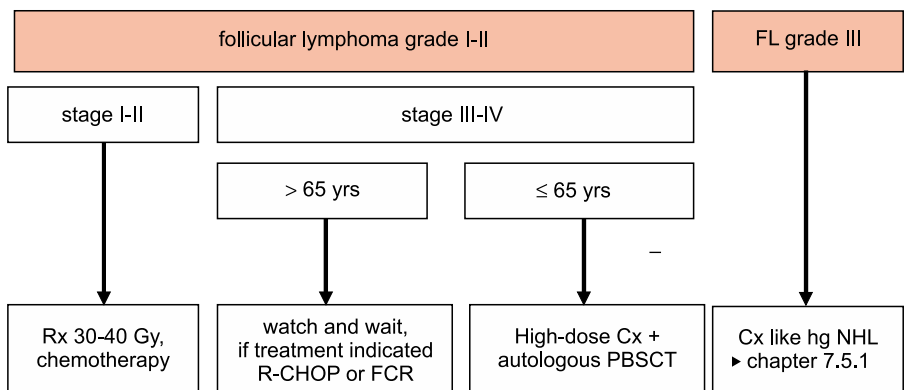 follicular lymphoma grade I-II
FL grade III
stage I-II
stage III-IV
> 65 yrs
≤ 65 yrs
–
Rx 30-40 Gy,
chemotherapy
watch and wait,
if treatment indicated
R-CHOP or FCR
High-dose Cx +
autologous PBSCT
Cx like hg NHL
▸ chapter 7.5.1